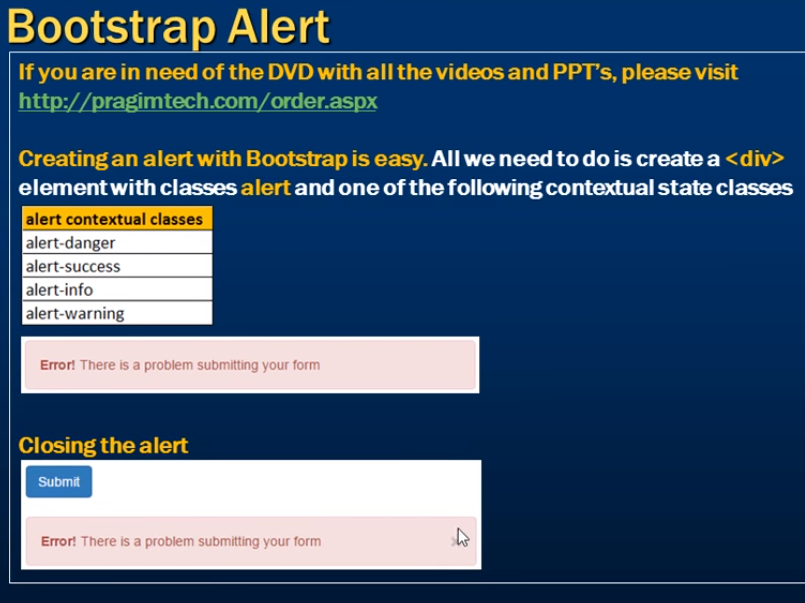 Bootstrap Alert
If you are in need of the DVD with all the videos and PPT's, please visit
http://pragimtech.com/order.aspx
Creating an alert with Bootstrap is easy. All we need to do is create a <div>
element with classes alert and one of the following contextual state classes
alert contextual classes
alert-danger
alert-success
alert-info
alert-warning
Error! There is a problem submitting your form
Closing the alert
Submit
Error! There is a problem submitting your form